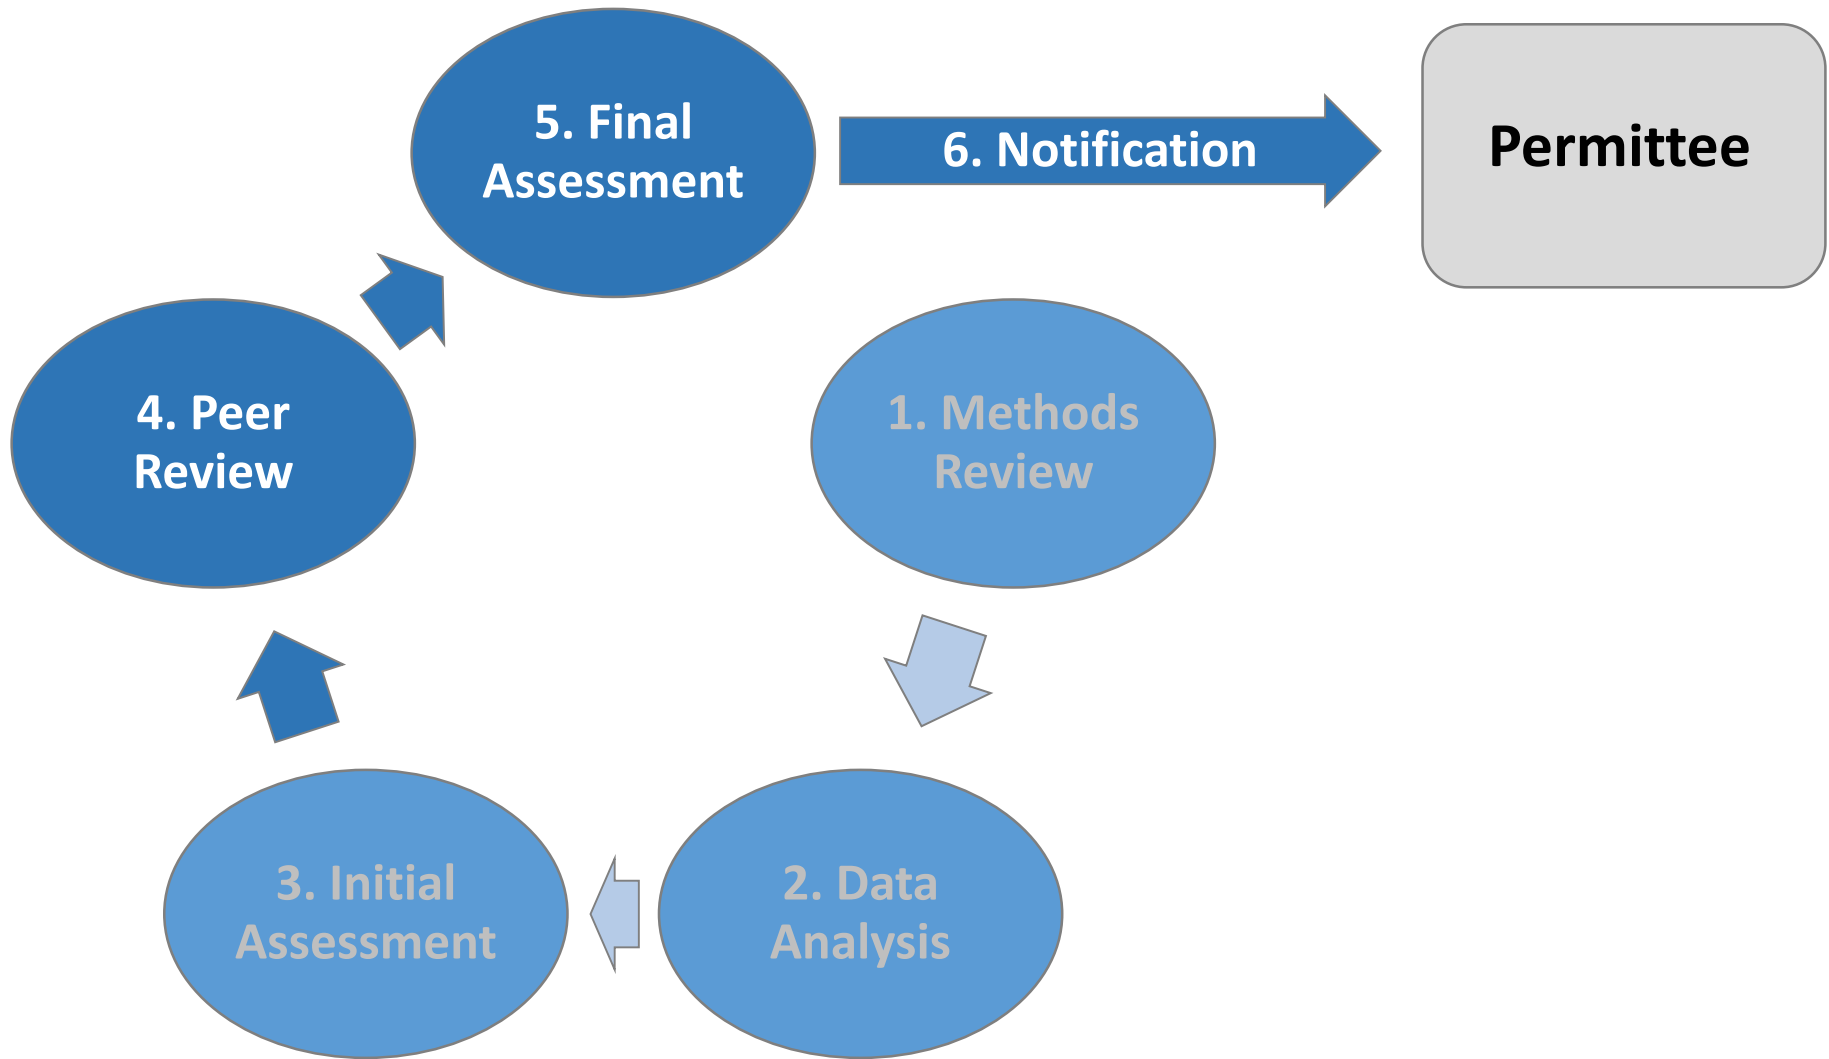 5. Final
Assessment
6. Notification
Permittee
4. Peer
Review
1. Methods
Review
3. Initial
Assessment
2. Data
Analysis